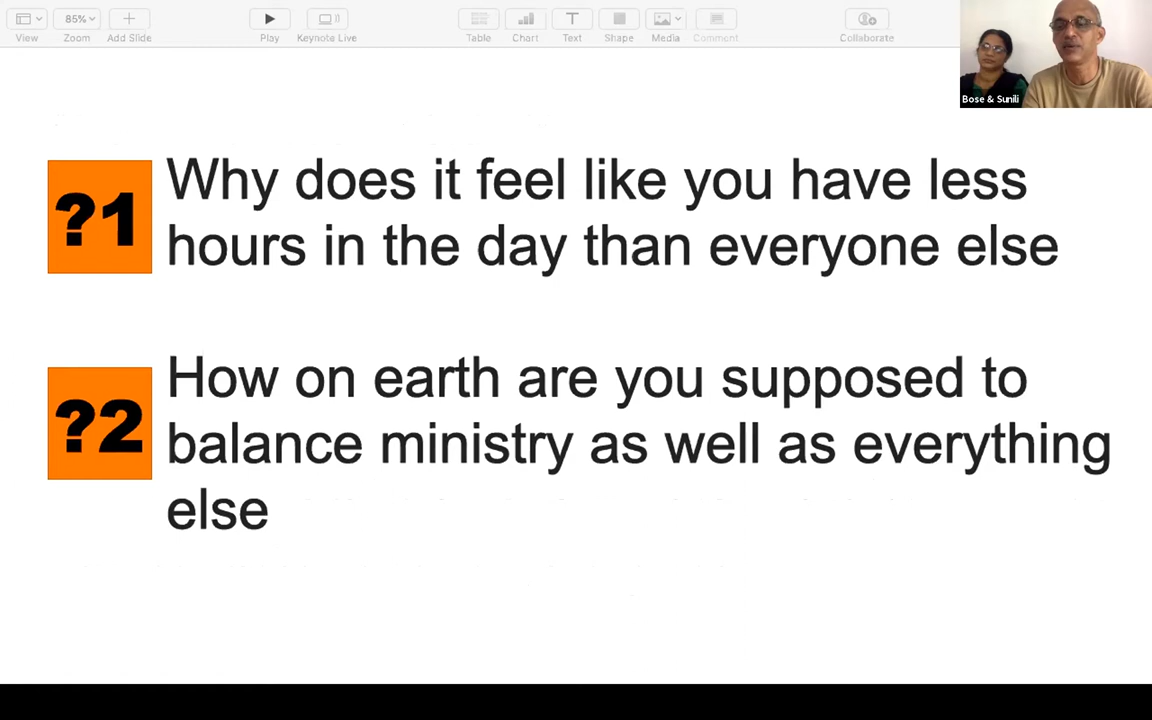 85%
View
Zoom
Add Slide
Play
Keynote Live
Table
Chart
Text
Shape
Media
Comment
Collaborate
Bose & Sunili
?1
Why does it feel like you have less
hours in the day than everyone else
?2
How on earth are you supposed to
balance ministry as well as everything
else